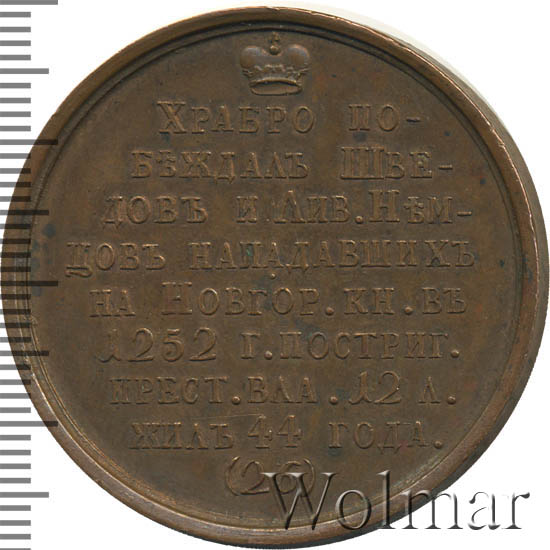 Храбро по-
бѣждалъ Шве-
довъ и Лив. Нѣм-
цовъ нападавшихъ
на Новгор. кн. въ
1252 г. постриг.
прест. вла. 12 л.
жилъ 44 года.
Wolmar